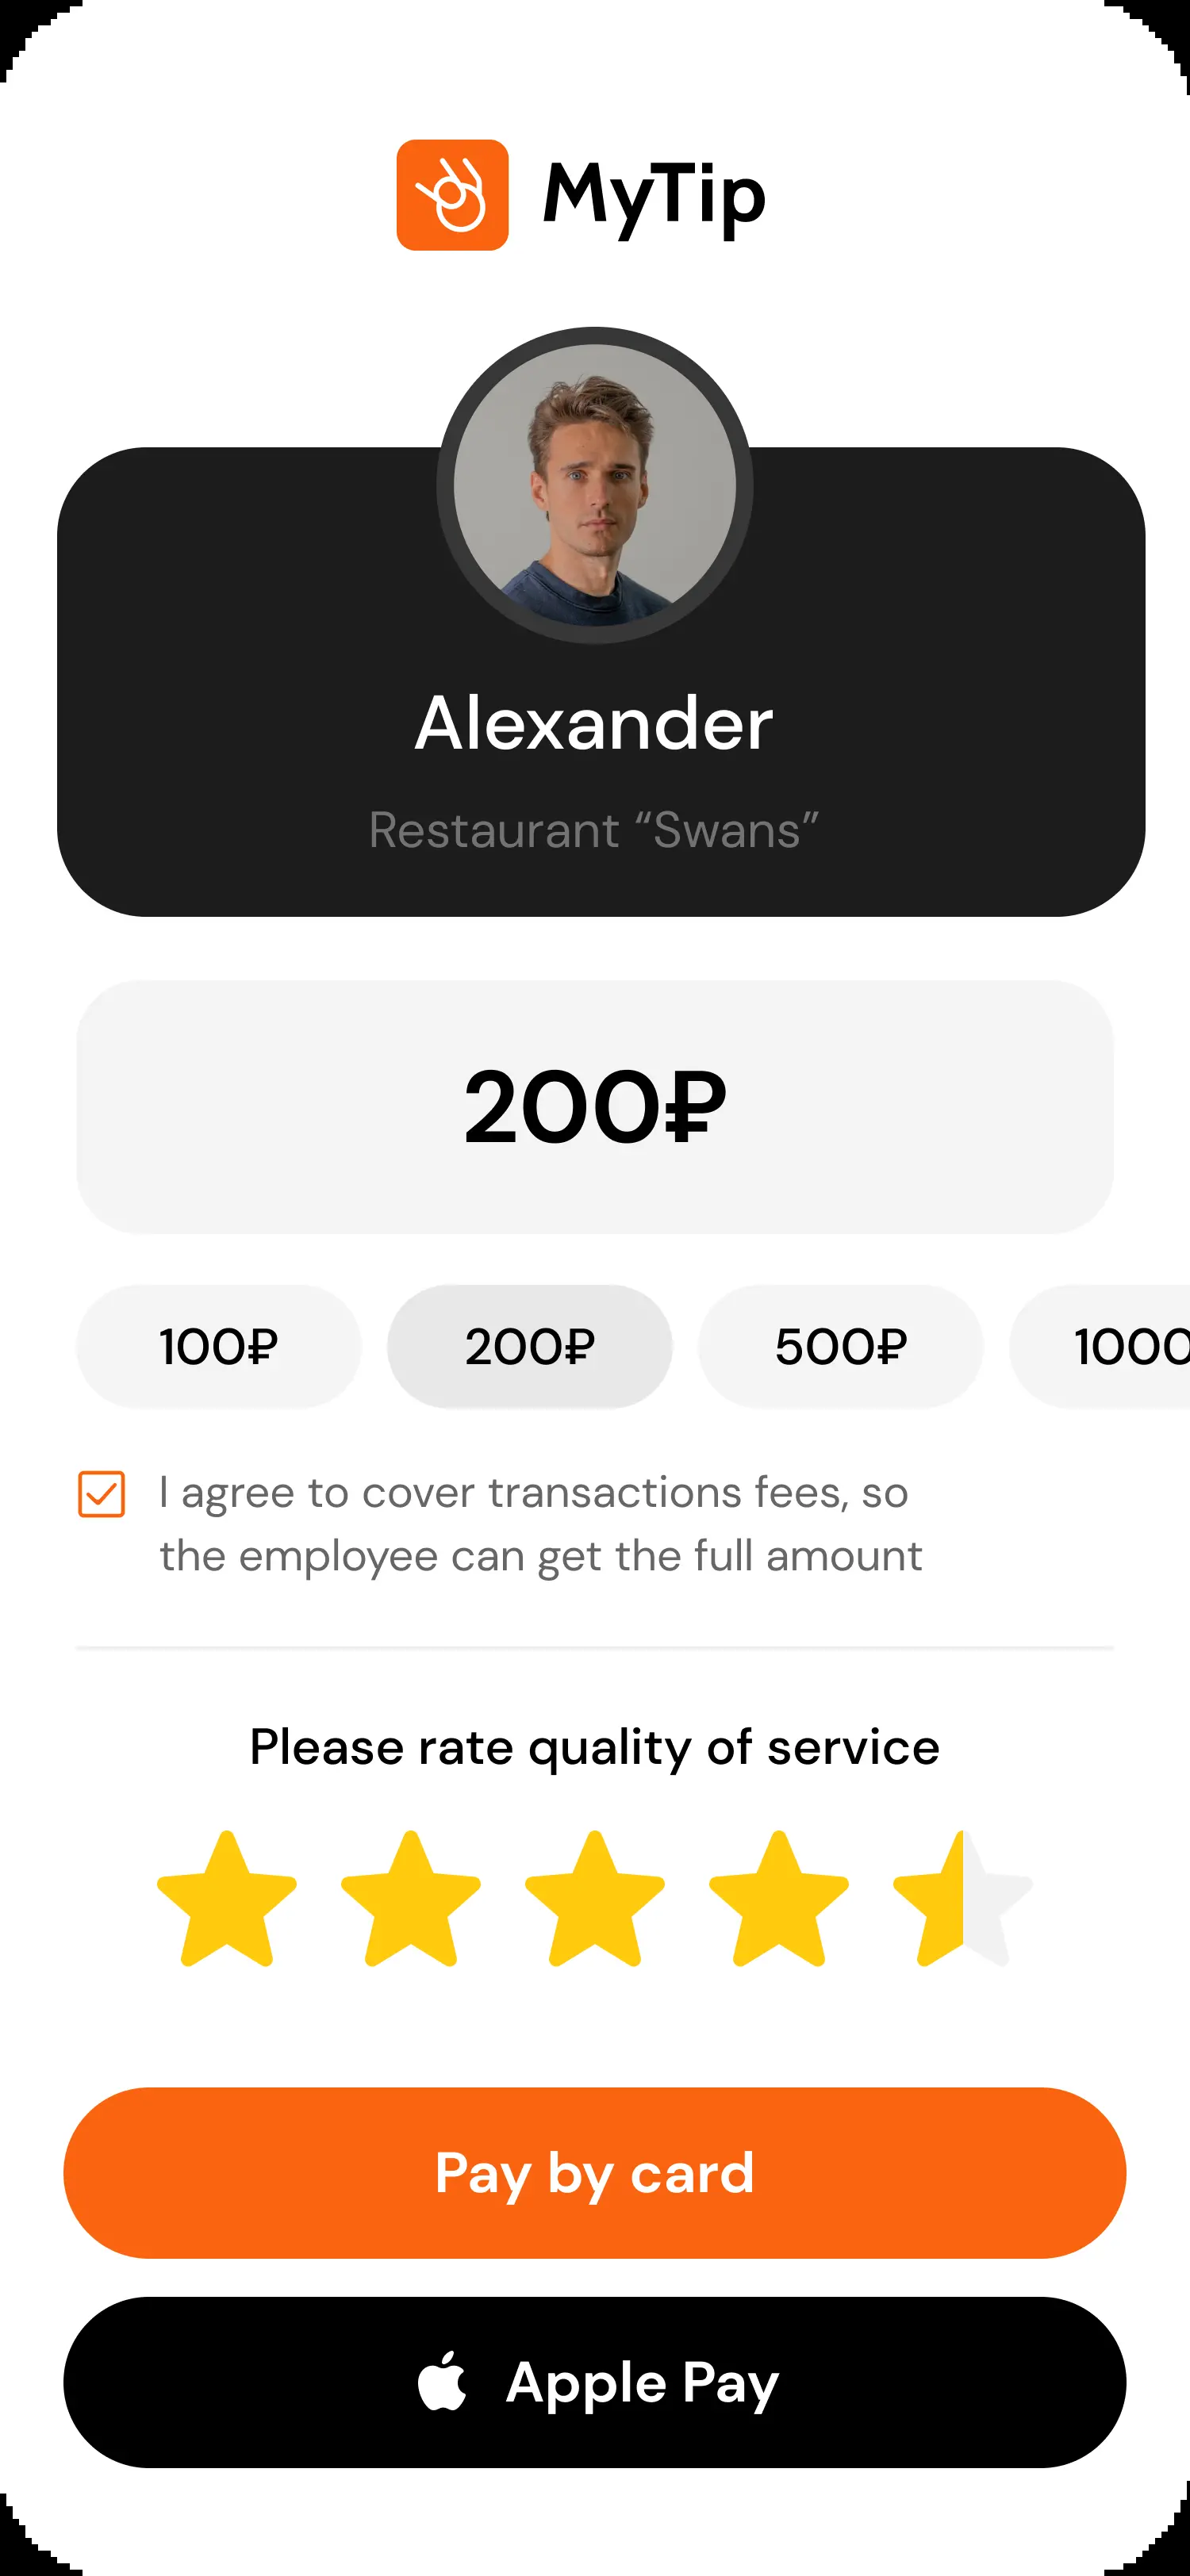 MyTip
Alexander
Restaurant “Swans”
200₽
100₽
200₽
500₽
1000
I agree to cover transactions fees, so
the employee can get the full amount
Please rate quality of service
Pay by card
Apple Pay